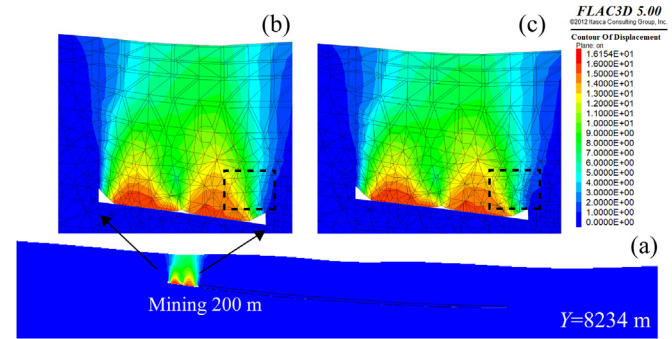 (b)
(c)
FLAC3D 5.00
©2012 Itasca Consulting Group, Inc.
Contour Of Displacement
Plane: on
1.6154E+01
1.6000E+01
1.5000E+01
1.4000E+01
1.3000E+01
1.2000E+01
1.1000E+01
1.0000E+01
9.0000E+00
8.0000E+00
7.0000E+00
6.0000E+00
5.0000E+00
4.0000E+00
3.0000E+00
2.0000E+00
1.0000E+00
0.0000E+00
(a)
Mining 200 m
Y=8234 m